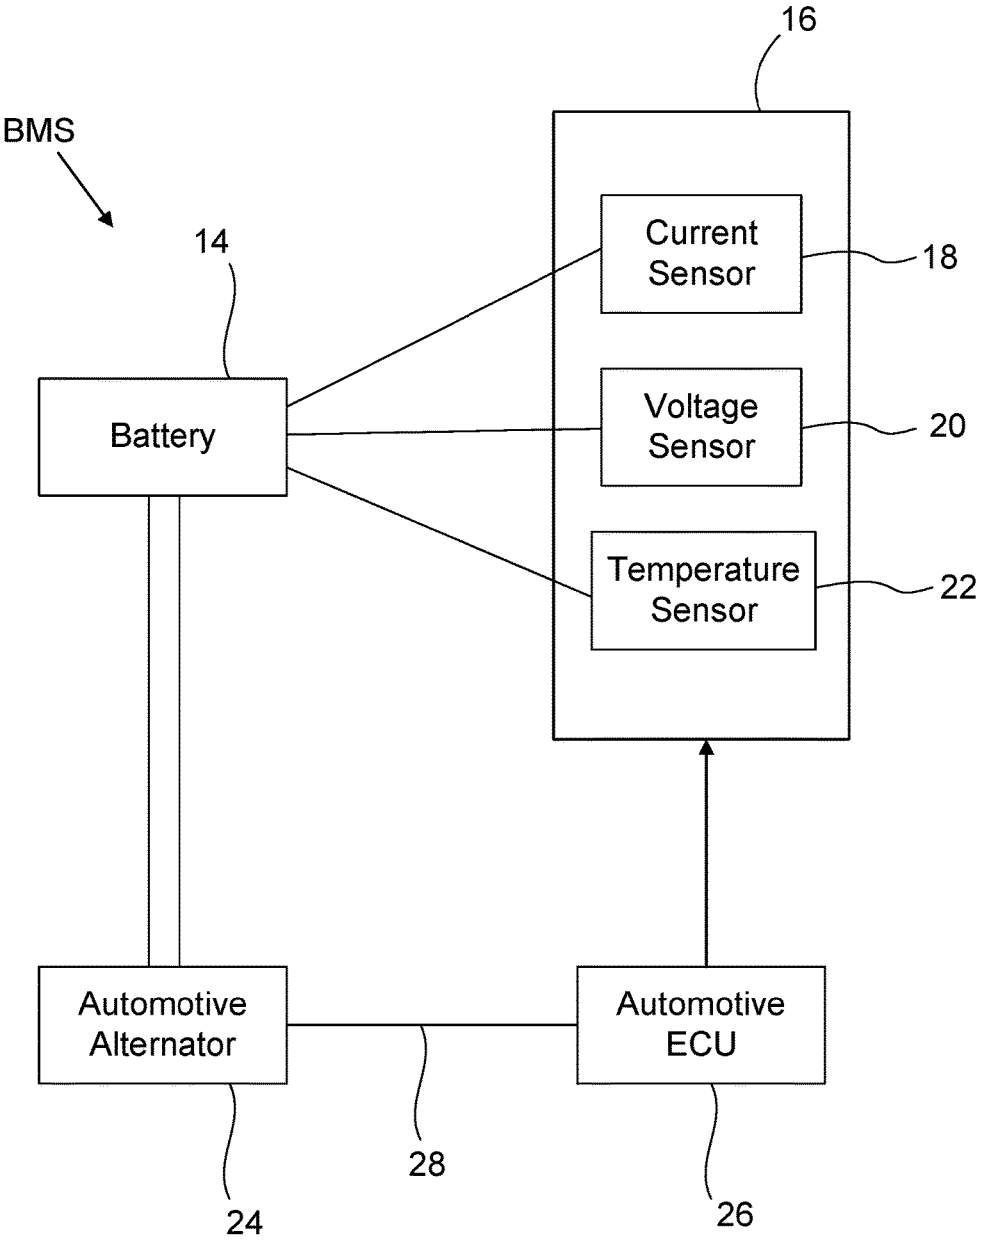 16
BMS
14
Current
Sensor
18
Battery
Voltage
Sensor
20
Temperature
Sensor
22
Automotive
Alternator
Automotive
ECU
28
24
26